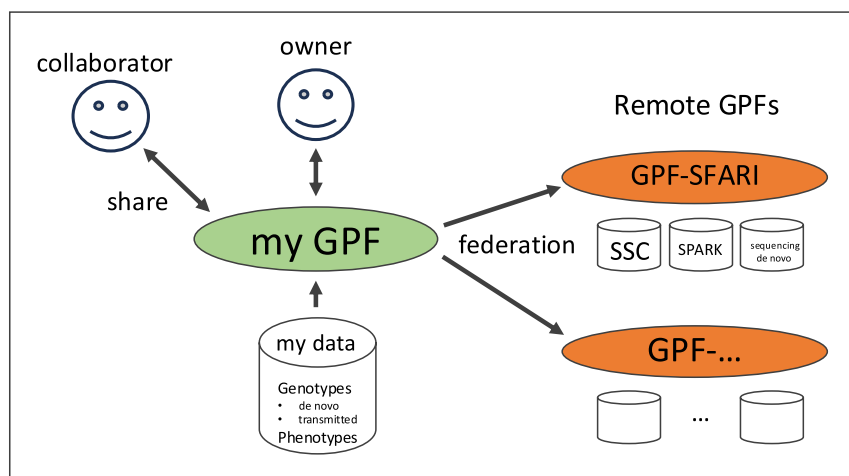 collaborator
owner
Remote GPFs
share
my GPF
federation
GPF-SFARI
SSC
SPARK
sequencing
de novo
my data
Genotypes
• de novo
• transmitted
Phenotypes
GPF-...
...